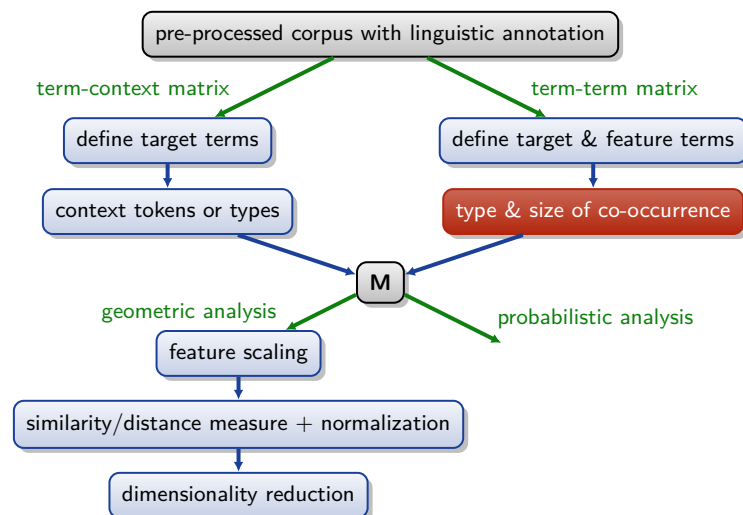 pre-processed corpus with linguistic annotation
term-context matrix
term-term matrix
define target terms
define target & feature terms
context tokens or types
type & size of co-occurrence
M
geometric analysis
probabilistic analysis
feature scaling
similarity/distance measure + normalization
dimensionality reduction